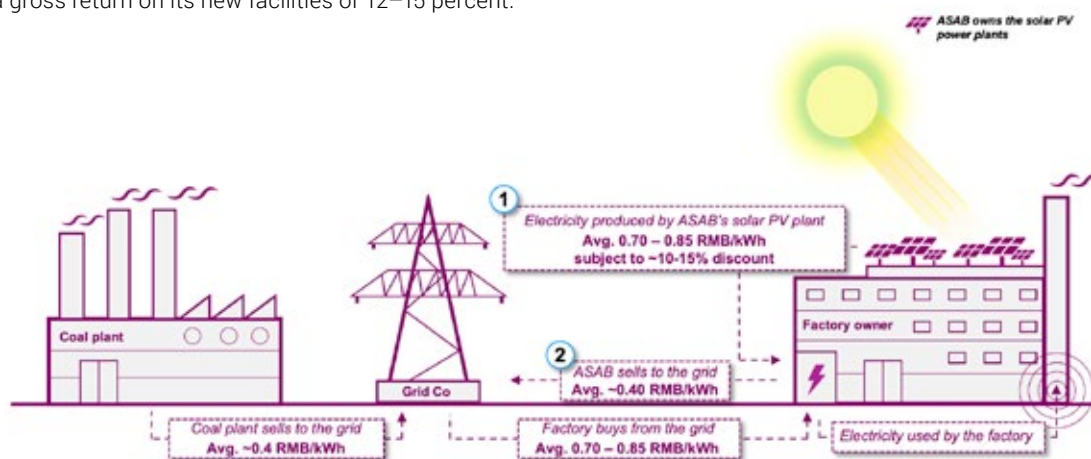 a gross return on its new facilities of 12–15 percent.
ASAB owns the solar PV
power plants
1
Electricity produced by ASAB's solar PV plant
Avg. 0.70 – 0.85 RMB/kWh
subject to ~10-15% discount
Coal plant
Factory owner
2
ASAB sells to the grid
Avg. ~0.40 RMB/kWh
Grid Co
Coal plant sells to the grid
Avg. ~0.4 RMB/kWh
Factory buys from the grid
Avg. 0.70 – 0.85 RMB/kWh
Electricity used by the factory